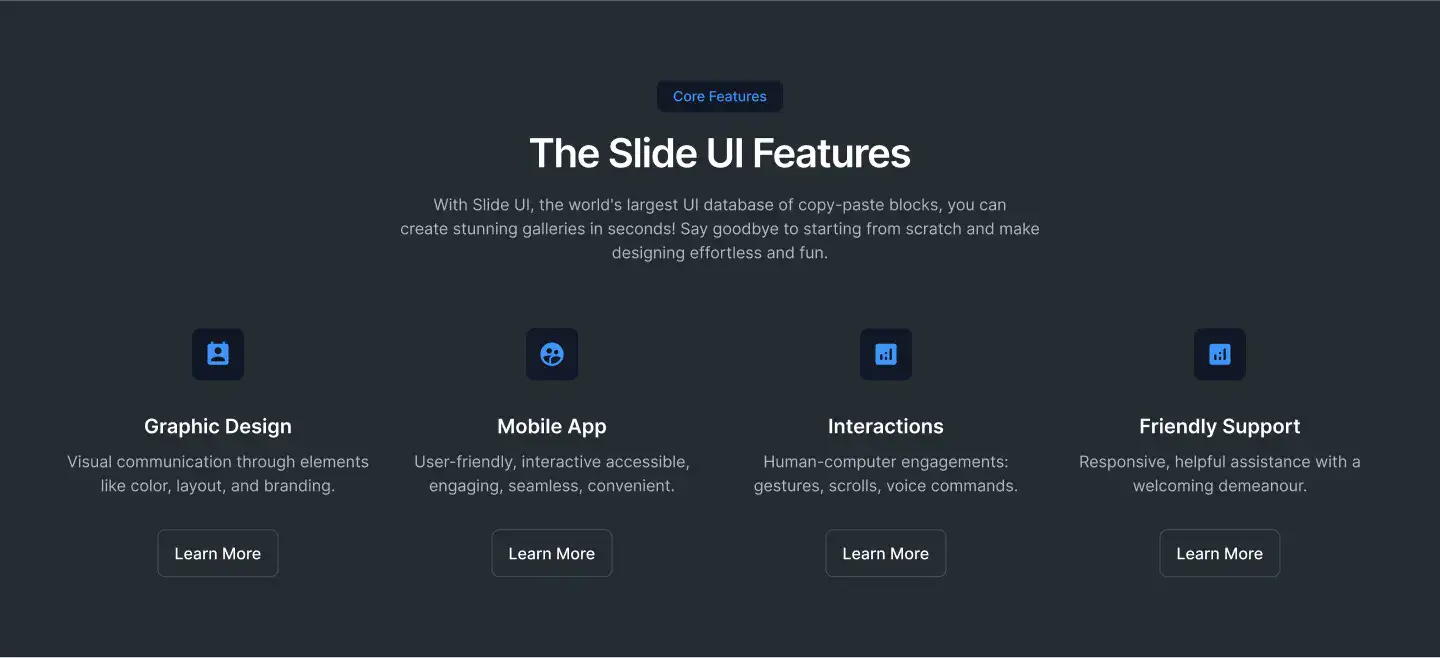 Core Features
The Slide UI Features
With Slide UI, the world's largest UI database of copy-paste blocks, you can
create stunning galleries in seconds! Say goodbye to starting from scratch and make
designing effortless and fun.
Graphic Design
Visual communication through elements
like color, layout, and branding.
Learn More
Mobile App
User-friendly, interactive accessible,
engaging, seamless, convenient.
Learn More
Interactions
Human-computer engagements:
gestures, scrolls, voice commands.
Learn More
Friendly Support
Responsive, helpful assistance with a
welcoming demeanour.
Learn More